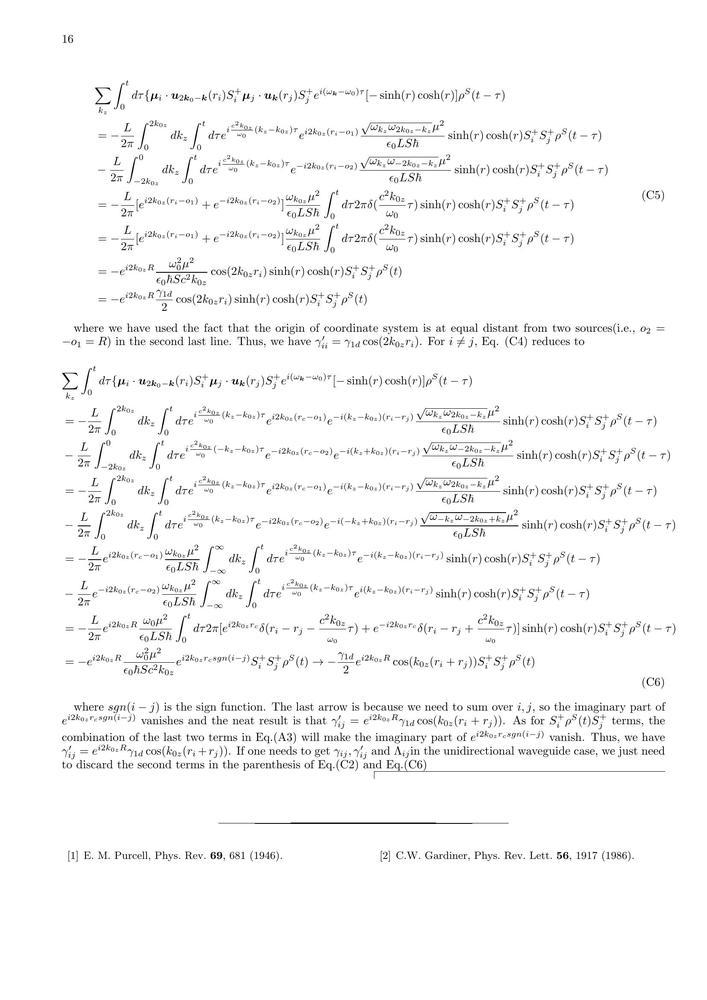 16
\sum_{k_z} \int_0^t d\tau \{ \boldsymbol{\mu}_i \cdot \boldsymbol{u}_{2\boldsymbol{k}_0-\boldsymbol{k}}(r_i) S_i^+ \boldsymbol{\mu}_j \cdot \boldsymbol{u}_{\boldsymbol{k}}(r_j) S_j^+ e^{i(\omega_{\boldsymbol{k}}-\omega_0)\tau} [-\sinh(r)\cosh(r)] \rho^S(t-\tau)
= -\frac{L}{2\pi} \int_0^{2k_{0z}} dk_z \int_0^t d\tau e^{i\frac{c^2 k_{0z}}{\omega_0}(k_z-k_{0z})\tau} e^{i2k_{0z}(r_i-o_1)} \frac{\sqrt{\omega_{k_z}\omega_{2k_{0z}-k_z}}\mu^2}{\epsilon_0 LS\hbar} \sinh(r)\cosh(r) S_i^+ S_j^+ \rho^S(t-\tau)
- \frac{L}{2\pi} \int_{-2k_{0z}}^0 dk_z \int_0^t d\tau e^{i\frac{c^2 k_{0z}}{\omega_0}(k_z-k_{0z})\tau} e^{-i2k_{0z}(r_i-o_2)} \frac{\sqrt{\omega_{k_z}\omega_{-2k_{0z}-k_z}}\mu^2}{\epsilon_0 LS\hbar} \sinh(r)\cosh(r) S_i^+ S_j^+ \rho^S(t-\tau)
= -\frac{L}{2\pi} [e^{i2k_{0z}(r_i-o_1)} + e^{-i2k_{0z}(r_i-o_2)}] \frac{\omega_{k_{0z}}\mu^2}{\epsilon_0 LS\hbar} \int_0^t d\tau 2\pi\delta(\frac{c^2 k_{0z}}{\omega_0}\tau) \sinh(r)\cosh(r) S_i^+ S_j^+ \rho^S(t-\tau)
(C5)
= -\frac{L}{2\pi} [e^{i2k_{0z}(r_i-o_1)} + e^{-i2k_{0z}(r_i-o_2)}] \frac{\omega_{k_{0z}}\mu^2}{\epsilon_0 LS\hbar} \int_0^t d\tau 2\pi\delta(\frac{c^2 k_{0z}}{\omega_0}\tau) \sinh(r)\cosh(r) S_i^+ S_j^+ \rho^S(t-\tau)
= -e^{i2k_{0z}R} \frac{\omega_0^2\mu^2}{\epsilon_0\hbar Sc^2 k_{0z}} \cos(2k_{0z}r_i) \sinh(r)\cosh(r) S_i^+ S_j^+ \rho^S(t)
= -e^{i2k_{0z}R} \frac{\gamma_{1d}}{2} \cos(2k_{0z}r_i) \sinh(r)\cosh(r) S_i^+ S_j^+ \rho^S(t)
where we have used the fact that the origin of coordinate system is at equal distant from two sources(i.e., o_2 =
-o_1 = R) in the second last line. Thus, we have \gamma'_{ii} = \gamma_{1d}\cos(2k_{0z}r_i). For i \neq j, Eq. (C4) reduces to
\sum_{k_z} \int_0^t d\tau \{ \boldsymbol{\mu}_i \cdot \boldsymbol{u}_{2\boldsymbol{k}_0-\boldsymbol{k}}(r_i) S_i^+ \boldsymbol{\mu}_j \cdot \boldsymbol{u}_{\boldsymbol{k}}(r_j) S_j^+ e^{i(\omega_{\boldsymbol{k}}-\omega_0)\tau} [-\sinh(r)\cosh(r)] \rho^S(t-\tau)
= -\frac{L}{2\pi} \int_0^{2k_{0z}} dk_z \int_0^t d\tau e^{i\frac{c^2 k_{0z}}{\omega_0}(k_z-k_{0z})\tau} e^{i2k_{0z}(r_c-o_1)} e^{-i(k_z-k_{0z})(r_i-r_j)} \frac{\sqrt{\omega_{k_z}\omega_{2k_{0z}-k_z}}\mu^2}{\epsilon_0 LS\hbar} \sinh(r)\cosh(r) S_i^+ S_j^+ \rho^S(t-\tau)
- \frac{L}{2\pi} \int_{-2k_{0z}}^0 dk_z \int_0^t d\tau e^{i\frac{c^2 k_{0z}}{\omega_0}(-k_z-k_{0z})\tau} e^{-i2k_{0z}(r_c-o_2)} e^{-i(k_z+k_{0z})(r_i-r_j)} \frac{\sqrt{\omega_{k_z}\omega_{-2k_{0z}-k_z}}\mu^2}{\epsilon_0 LS\hbar} \sinh(r)\cosh(r) S_i^+ S_j^+ \rho^S(t-\tau)
= -\frac{L}{2\pi} \int_0^{2k_{0z}} dk_z \int_0^t d\tau e^{i\frac{c^2 k_{0z}}{\omega_0}(k_z-k_{0z})\tau} e^{i2k_{0z}(r_c-o_1)} e^{-i(k_z-k_{0z})(r_i-r_j)} \frac{\sqrt{\omega_{k_z}\omega_{2k_{0z}-k_z}}\mu^2}{\epsilon_0 LS\hbar} \sinh(r)\cosh(r) S_i^+ S_j^+ \rho^S(t-\tau)
- \frac{L}{2\pi} \int_0^{2k_{0z}} dk_z \int_0^t d\tau e^{i\frac{c^2 k_{0z}}{\omega_0}(k_z-k_{0z})\tau} e^{-i2k_{0z}(r_c-o_2)} e^{-i(-k_z+k_{0z})(r_i-r_j)} \frac{\sqrt{\omega_{-k_z}\omega_{-2k_{0z}+k_z}}\mu^2}{\epsilon_0 LS\hbar} \sinh(r)\cosh(r) S_i^+ S_j^+ \rho^S(t-\tau)
= -\frac{L}{2\pi} e^{i2k_{0z}(r_c-o_1)} \frac{\omega_{k_{0z}}\mu^2}{\epsilon_0 LS\hbar} \int_{-\infty}^{\infty} dk_z \int_0^t d\tau e^{i\frac{c^2 k_{0z}}{\omega_0}(k_z-k_{0z})\tau} e^{-i(k_z-k_{0z})(r_i-r_j)} \sinh(r)\cosh(r) S_i^+ S_j^+ \rho^S(t-\tau)
- \frac{L}{2\pi} e^{-i2k_{0z}(r_c-o_2)} \frac{\omega_{k_{0z}}\mu^2}{\epsilon_0 LS\hbar} \int_{-\infty}^{\infty} dk_z \int_0^t d\tau e^{i\frac{c^2 k_{0z}}{\omega_0}(k_z-k_{0z})\tau} e^{i(k_z-k_{0z})(r_i-r_j)} \sinh(r)\cosh(r) S_i^+ S_j^+ \rho^S(t-\tau)
= -\frac{L}{2\pi} e^{i2k_{0z}R} \frac{\omega_0\mu^2}{\epsilon_0 LS\hbar} \int_0^t d\tau 2\pi [e^{i2k_{0z}r_c} \delta(r_i-r_j-\frac{c^2 k_{0z}}{\omega_0}\tau) + e^{-i2k_{0z}r_c} \delta(r_i-r_j+\frac{c^2 k_{0z}}{\omega_0}\tau)] \sinh(r)\cosh(r) S_i^+ S_j^+ \rho^S(t-\tau)
= -e^{i2k_{0z}R} \frac{\omega_0^2\mu^2}{\epsilon_0\hbar Sc^2 k_{0z}} e^{i2k_{0z}r_c sgn(i-j)} S_i^+ S_j^+ \rho^S(t) \rightarrow -\frac{\gamma_{1d}}{2} e^{i2k_{0z}R} \cos(k_{0z}(r_i+r_j)) S_i^+ S_j^+ \rho^S(t)
(C6)
where sgn(i - j) is the sign function. The last arrow is because we need to sum over i, j, so the imaginary part of
e^{i2k_{0z}r_c sgn(i-j)} vanishes and the neat result is that \gamma'_{ij} = e^{i2k_{0z}R}\gamma_{1d}\cos(k_{0z}(r_i+r_j)). As for S_i^+\rho^S(t)S_j^+ terms, the
combination of the last two terms in Eq.(A3) will make the imaginary part of e^{i2k_{0z}r_c sgn(i-j)} vanish. Thus, we have
\gamma'_{ij} = e^{i2k_{0z}R}\gamma_{1d}\cos(k_{0z}(r_i+r_j)). If one needs to get \gamma_{ij}, \gamma'_{ij} and \Lambda_{ij}in the unidirectional waveguide case, we just need
to discard the second terms in the parenthesis of Eq.(C2) and Eq.(C6)
[1] E. M. Purcell, Phys. Rev. 69, 681 (1946).
[2] C.W. Gardiner, Phys. Rev. Lett. 56, 1917 (1986).